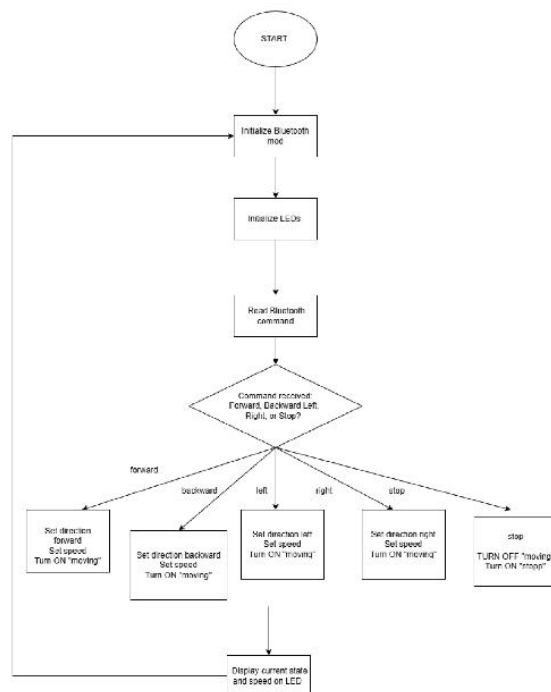 START
Initialize Bluetooth
mod
Initialize LEDs
Read Bluetooth
command
Command received:
Forward, Backward Left,
Right, or Stop?
forward
backward
left
right
stop
Set direction
forward
Set speed
Turn ON "moving"
Set direction backward
Set speed
Turn ON "moving"
Set direction left
Set speed
Turn ON "moving"
Set direction right
Set speed
Turn ON "moving"
stop
TURN OFF "moving"
Turn ON "stopp"
Display current state
and speed on LED